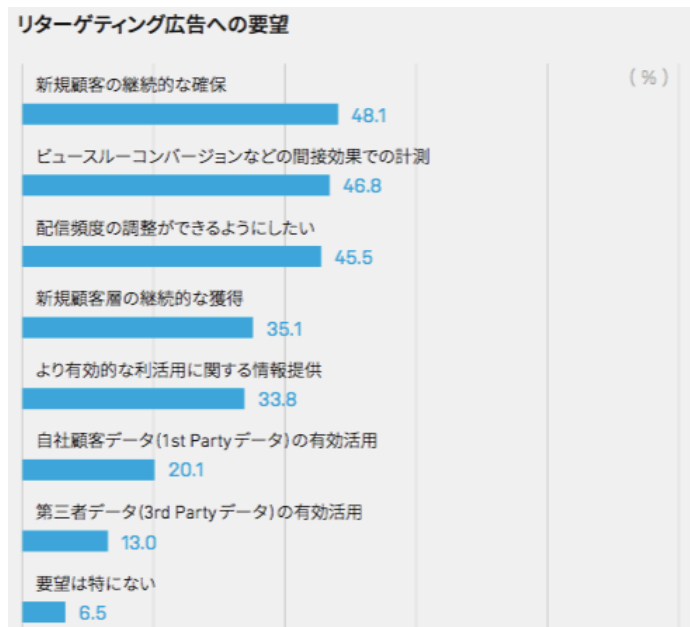 リターゲティング広告への要望
(%)
新規顧客の継続的な確保
48.1
ビュースルーコンバージョンなどの間接効果での計測
46.8
配信頻度の調整ができるようにしたい
45.5
新規顧客層の継続的な獲得
35.1
より有効的な利活用に関する情報提供
33.8
自社顧客データ(1st Partyデータ)の有効活用
20.1
第三者データ(3rd Partyデータ)の有効活用
13.0
要望は特にない
6.5